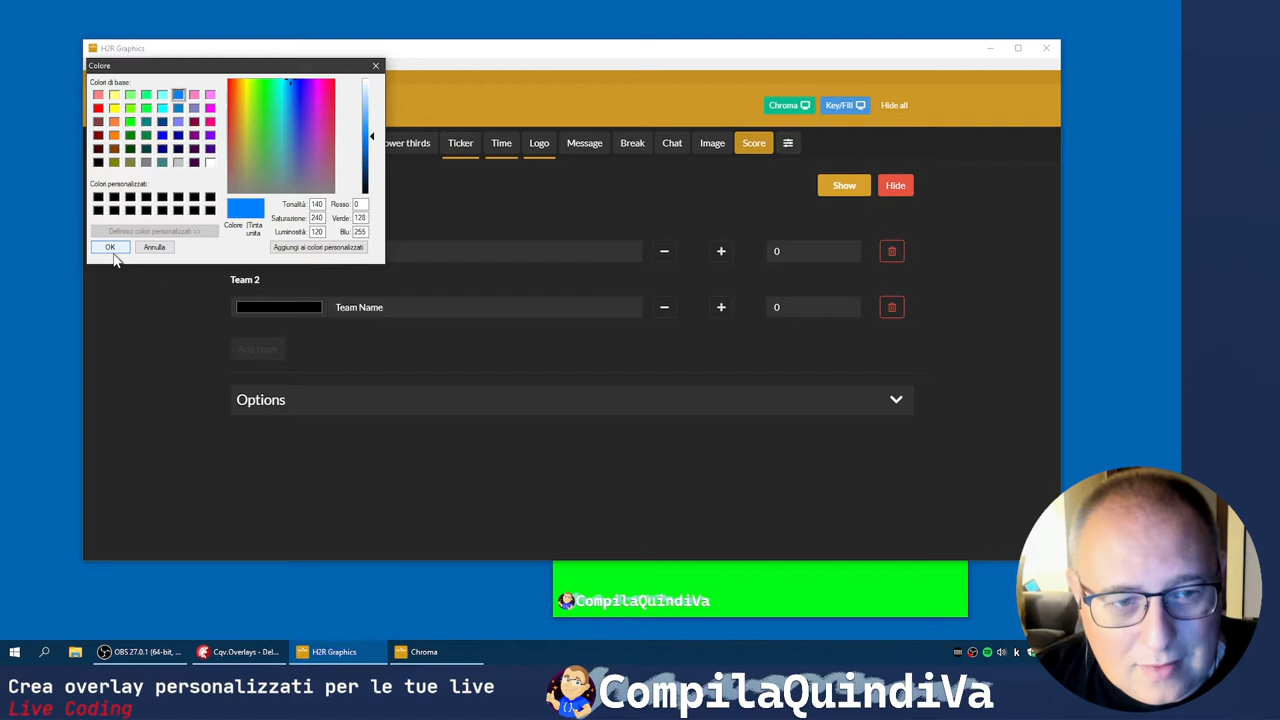 H2R Graphics
Colore
Colori di base:
Colori personalizzati:
Definisci colori personalizzati >>
OK
Annulla
Colore |Tinta
unita
Tonalità: 140
Saturazione: 240
Luminosità: 120
Rosso: 0
Verde: 128
Blu: 255
Aggiungi ai colori personalizzati
Chroma
Key/Fill
Hide all
ower thirds
Ticker
Time
Logo
Message
Break
Chat
Image
Score
Show
Hide
0
Team 2
Team Name
0
Add team
Options
CompilaQuindiVa
OBS 27.0.1 (64-bit, ...
Cqv.Overlays - Del...
H2R Graphics
Chroma
Crea overlay personalizzati per le tue live
Live Coding
CompilaQuindiVa